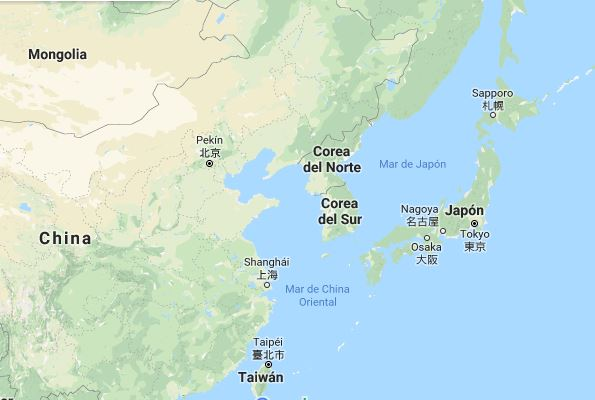 Mongolia
Sapporo
札幌
Pekín
北京
Corea
del Norte
Mar de Japón
Corea
del Sur
Nagoya
名古屋
Japón
Tokyo
東京
Osaka
大阪
China
Shanghái
上海
Mar de China
Oriental
Taipéi
臺北市
Taiwán